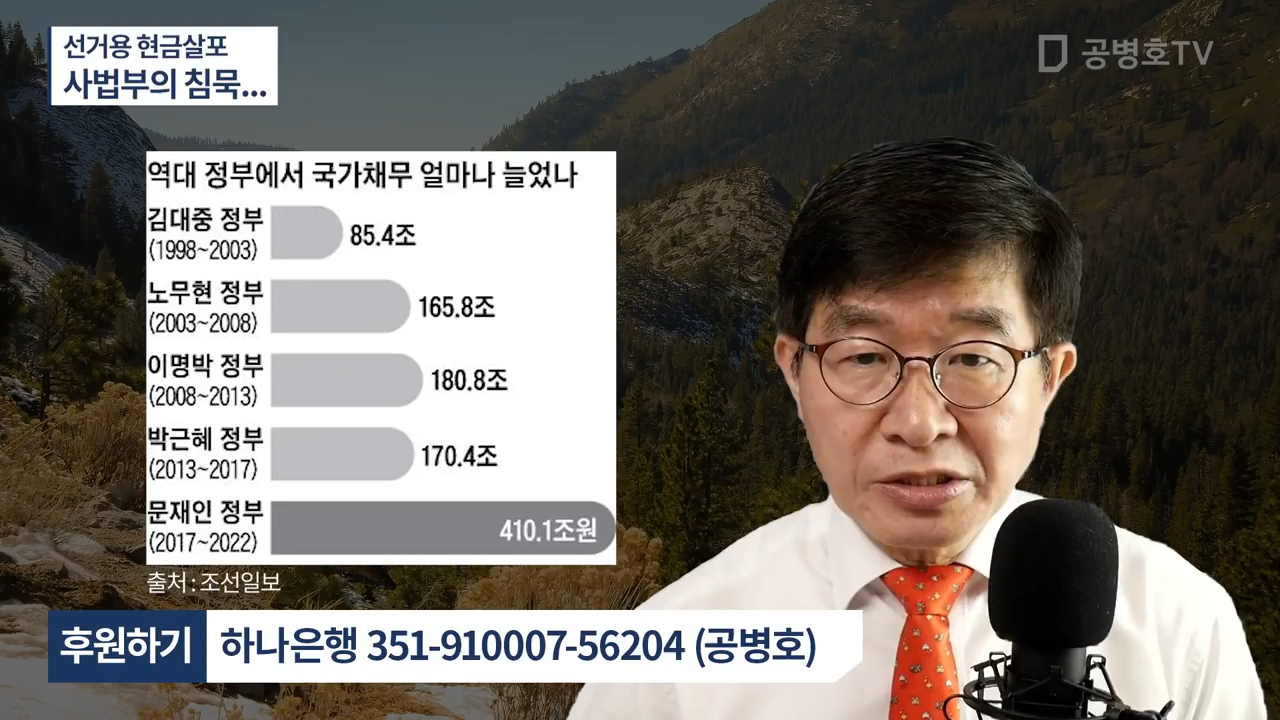 선거용 현금살포
사법부의 침묵...
공병호TV
역대 정부에서 국가채무 얼마나 늘었나
김대중 정부
(1998~2003)
85.4조
노무현 정부
(2003~2008)
165.8조
이명박 정부
(2008~2013)
180.8조
박근혜 정부
(2013~2017)
170.4조
문재인 정부
(2017~2022)
410.1조원
출처 : 조선일보
후원하기
하나은행 351-910007-56204 (공병호)